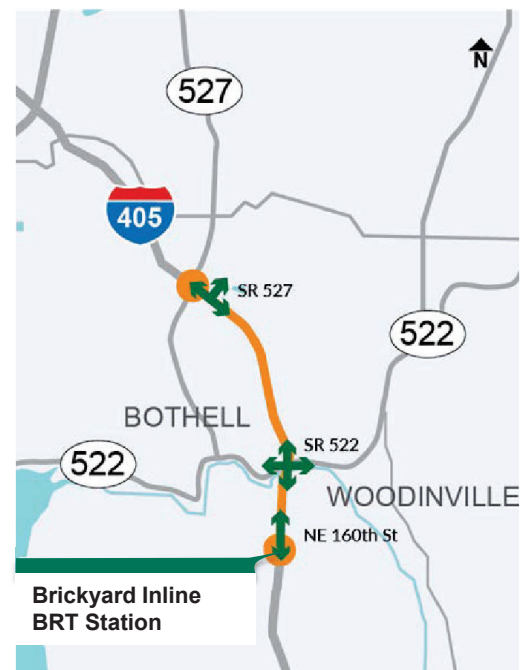 N
527
405
SR 527
522
BOTHELL
SR 522
522
WOODINVILLE
NE 160th St
Brickyard Inline
BRT Station